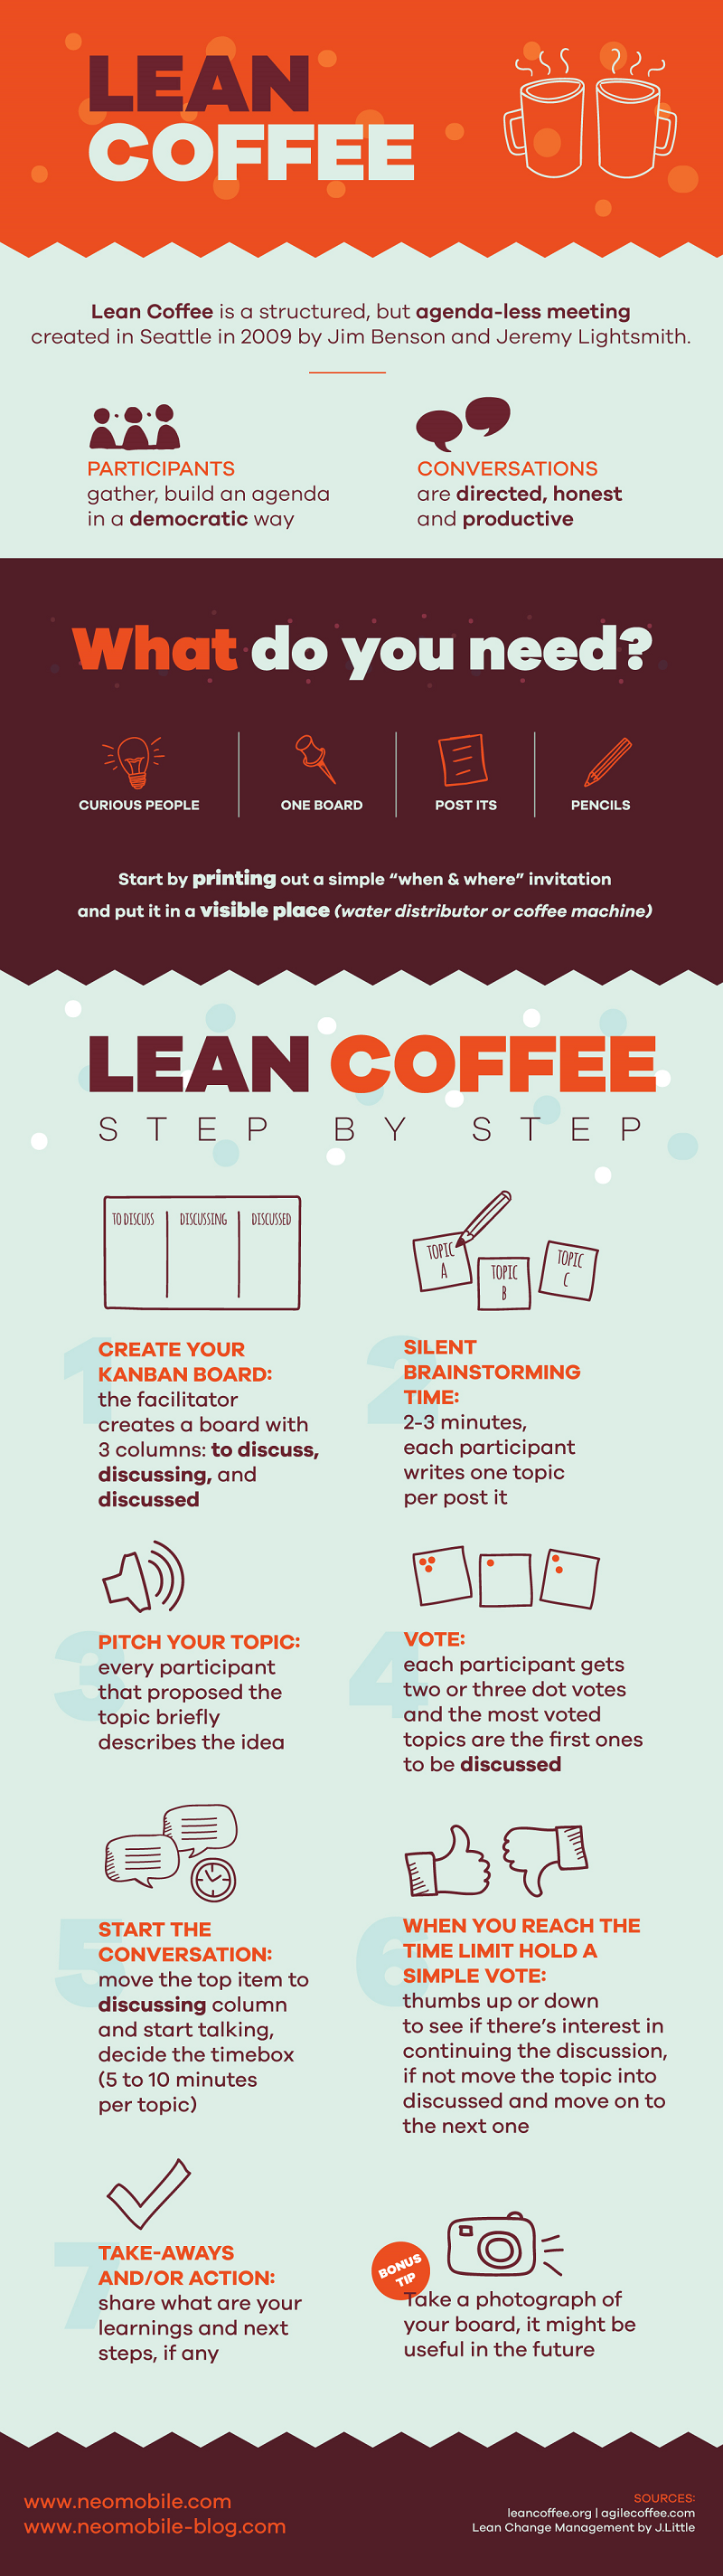 LEAN
COFFEE
Lean Coffee is a structured, but agenda-less meeting
created in Seattle in 2009 by Jim Benson and Jeremy Lightsmith.
PARTICIPANTS
gather, build an agenda
in a democratic way
CONVERSATIONS
are directed, honest
and productive
What do you need?
CURIOUS PEOPLE
ONE BOARD
POST ITS
PENCILS
Start by printing out a simple “when & where” invitation
and put it in a visible place (water distributor or coffee machine)
LEAN COFFEE
STEP BY STEP
TO DISCUSS
DISCUSSING
DISCUSSED
1
CREATE YOUR
KANBAN BOARD:
the facilitator
creates a board with
3 columns: to discuss,
discussing, and
discussed
TOPIC
A
TOPIC
B
TOPIC
C
2
SILENT
BRAINSTORMING
TIME:
2-3 minutes,
each participant
writes one topic
per post it
3
PITCH YOUR TOPIC:
every participant
that proposed the
topic briefly
describes the idea
4
VOTE:
each participant gets
two or three dot votes
and the most voted
topics are the first ones
to be discussed
5
START THE
CONVERSATION:
move the top item to
discussing column
and start talking,
decide the timebox
(5 to 10 minutes
per topic)
6
WHEN YOU REACH THE
TIME LIMIT HOLD A
SIMPLE VOTE:
thumbs up or down
to see if there’s interest in
continuing the discussion,
if not move the topic into
discussed and move on to
the next one
7
TAKE-AWAYS
AND/OR ACTION:
share what are your
learnings and next
steps, if any
BONUS
TIP
Take a photograph of
your board, it might be
useful in the future
www.neomobile.com
www.neomobile-blog.com
SOURCES:
leancoffee.org | agilecoffee.com
Lean Change Management by J.Little